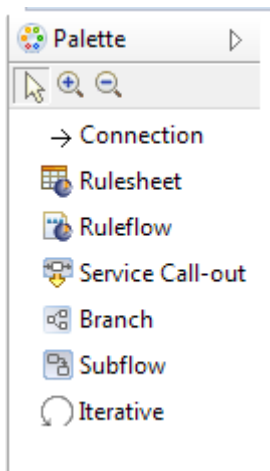 Palette
Connection
Rulesheet
Ruleflow
Service Call-out
Branch
Subflow
Iterative